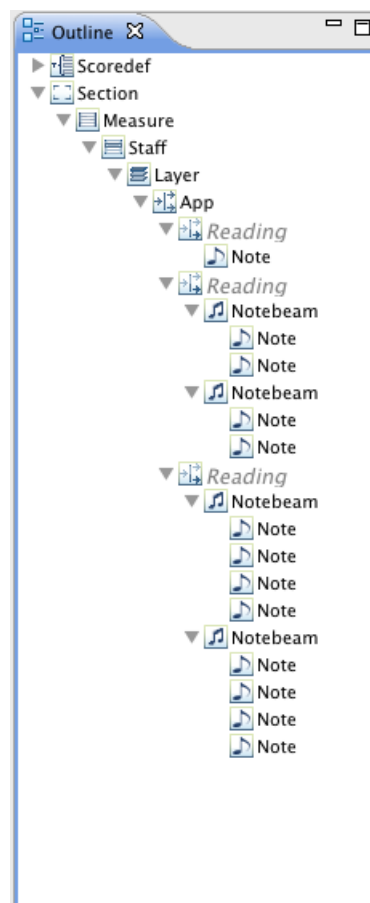 Outline
Scoredef
Section
Measure
Staff
Layer
App
Reading
Note
Reading
Notebeam
Note
Note
Notebeam
Note
Note
Reading
Notebeam
Note
Note
Note
Note
Notebeam
Note
Note
Note
Note